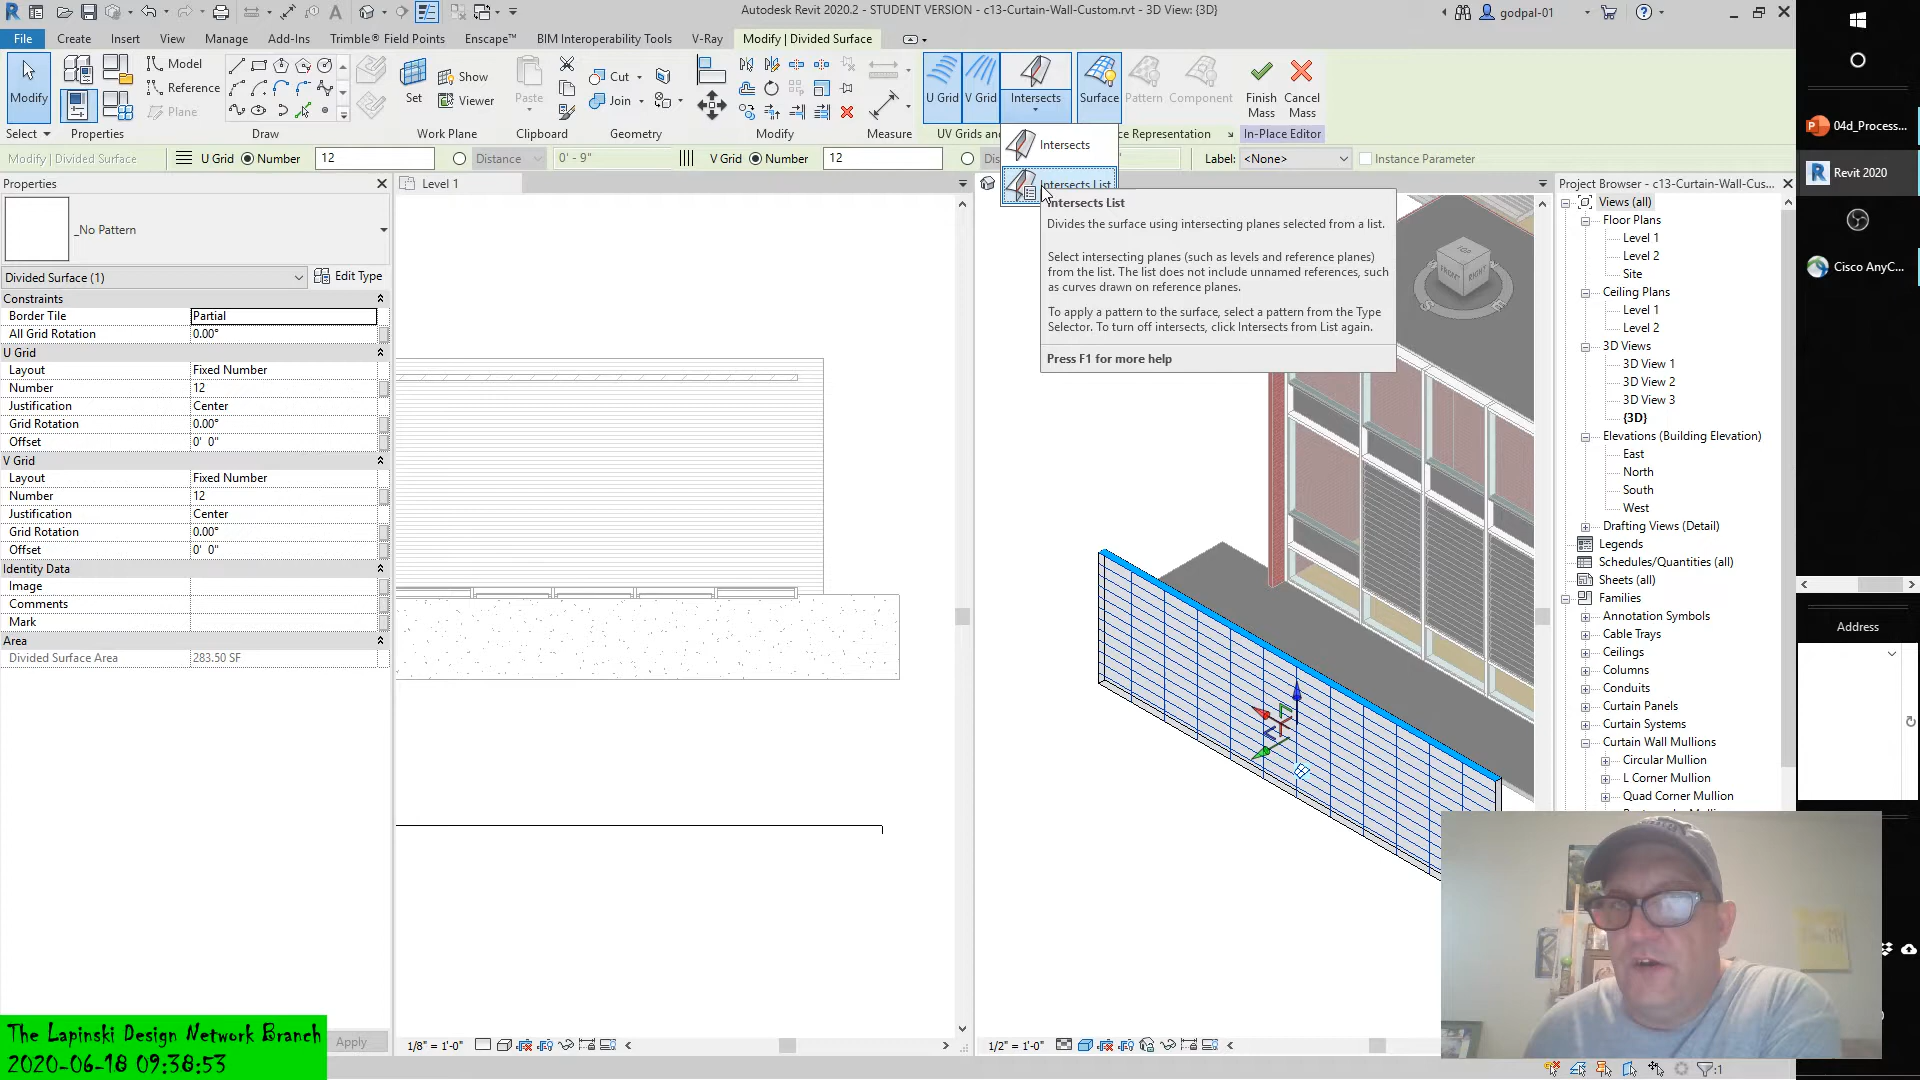 Autodesk Revit 2020.2 - STUDENT VERSION - c13-Curtain-Wall-Custom.rvt - 3D View: {3D}
godpal-01
File Create Insert View Manage Add-Ins Trimble® Field Points Enscape™ BIM Interoperability Tools V-Ray Modify | Divided Surface
Modify
Model
Reference
Plane
Set
Show
Viewer
Paste
Cut
Join
U Grid V Grid Intersects Surface Pattern Component
Finish Mass
Cancel Mass
Select Properties Draw Work Plane Clipboard Geometry Modify Measure UV Grids and ce Representation In-Place Editor
Modify | Divided Surface U Grid Number 12 Distance 0' - 9" V Grid Number 12 Label: <None> Instance Parameter
Intersects
Intersects List
Intersects List
Divides the surface using intersecting planes selected from a list.
Select intersecting planes (such as levels and reference planes)
from the list. The list does not include unnamed references, such
as curves drawn on reference planes.
To apply a pattern to the surface, select a pattern from the Type
Selector. To turn off intersects, click Intersects from List again.
Press F1 for more help
Properties
_No Pattern
Divided Surface (1) Edit Type
Constraints
Border Tile Partial
All Grid Rotation 0.00°
U Grid
Layout Fixed Number
Number 12
Justification Center
Grid Rotation 0.00°
Offset 0' 0"
V Grid
Layout Fixed Number
Number 12
Justification Center
Grid Rotation 0.00°
Offset 0' 0"
Identity Data
Image
Comments
Mark
Area
Divided Surface Area 283.50 SF
Apply
Level 1
1/8" = 1'-0"
1/2" = 1'-0"
TOP
FRONT
RIGHT
Project Browser - c13-Curtain-Wall-Cus...
Views (all)
Floor Plans
Level 1
Level 2
Site
Ceiling Plans
Level 1
Level 2
3D Views
3D View 1
3D View 2
3D View 3
{3D}
Elevations (Building Elevation)
East
North
South
West
Drafting Views (Detail)
Legends
Schedules/Quantities (all)
Sheets (all)
Families
Annotation Symbols
Cable Trays
Ceilings
Columns
Conduits
Curtain Panels
Curtain Systems
Curtain Wall Mullions
Circular Mullion
L Corner Mullion
Quad Corner Mullion
04d_Process...
Revit 2020
Cisco AnyC...
Address
:1
The Lapinski Design Network Branch
2020-06-18 09:38:53